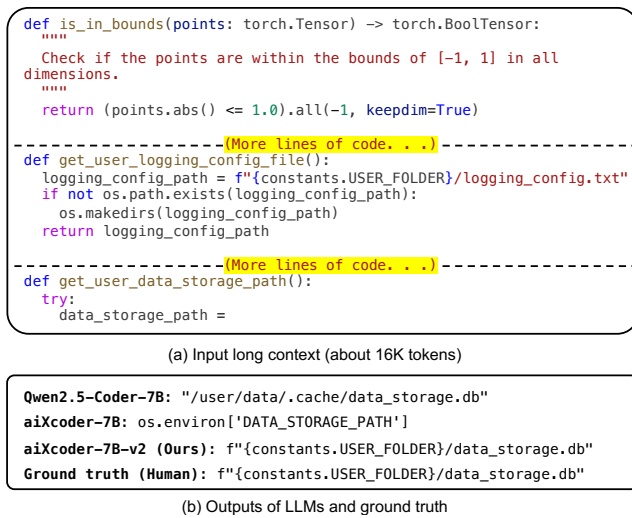 def is_in_bounds(points: torch.Tensor) -> torch.BoolTensor:
"""
Check if the points are within the bounds of [-1, 1] in all
dimensions.
"""
return (points.abs() <= 1.0).all(-1, keepdim=True)
(More lines of code. . .)
def get_user_logging_config_file():
logging_config_path = f"{constants.USER_FOLDER}/logging_config.txt"
if not os.path.exists(logging_config_path):
os.makedirs(logging_config_path)
return logging_config_path
(More lines of code. . .)
def get_user_data_storage_path():
try:
data_storage_path =
(a) Input long context (about 16K tokens)
Qwen2.5-Coder-7B: "/user/data/.cache/data_storage.db"
aiXcoder-7B: os.environ['DATA_STORAGE_PATH']
aiXcoder-7B-v2 (Ours): f"{constants.USER_FOLDER}/data_storage.db"
Ground truth (Human): f"{constants.USER_FOLDER}/data_storage.db"
(b) Outputs of LLMs and ground truth